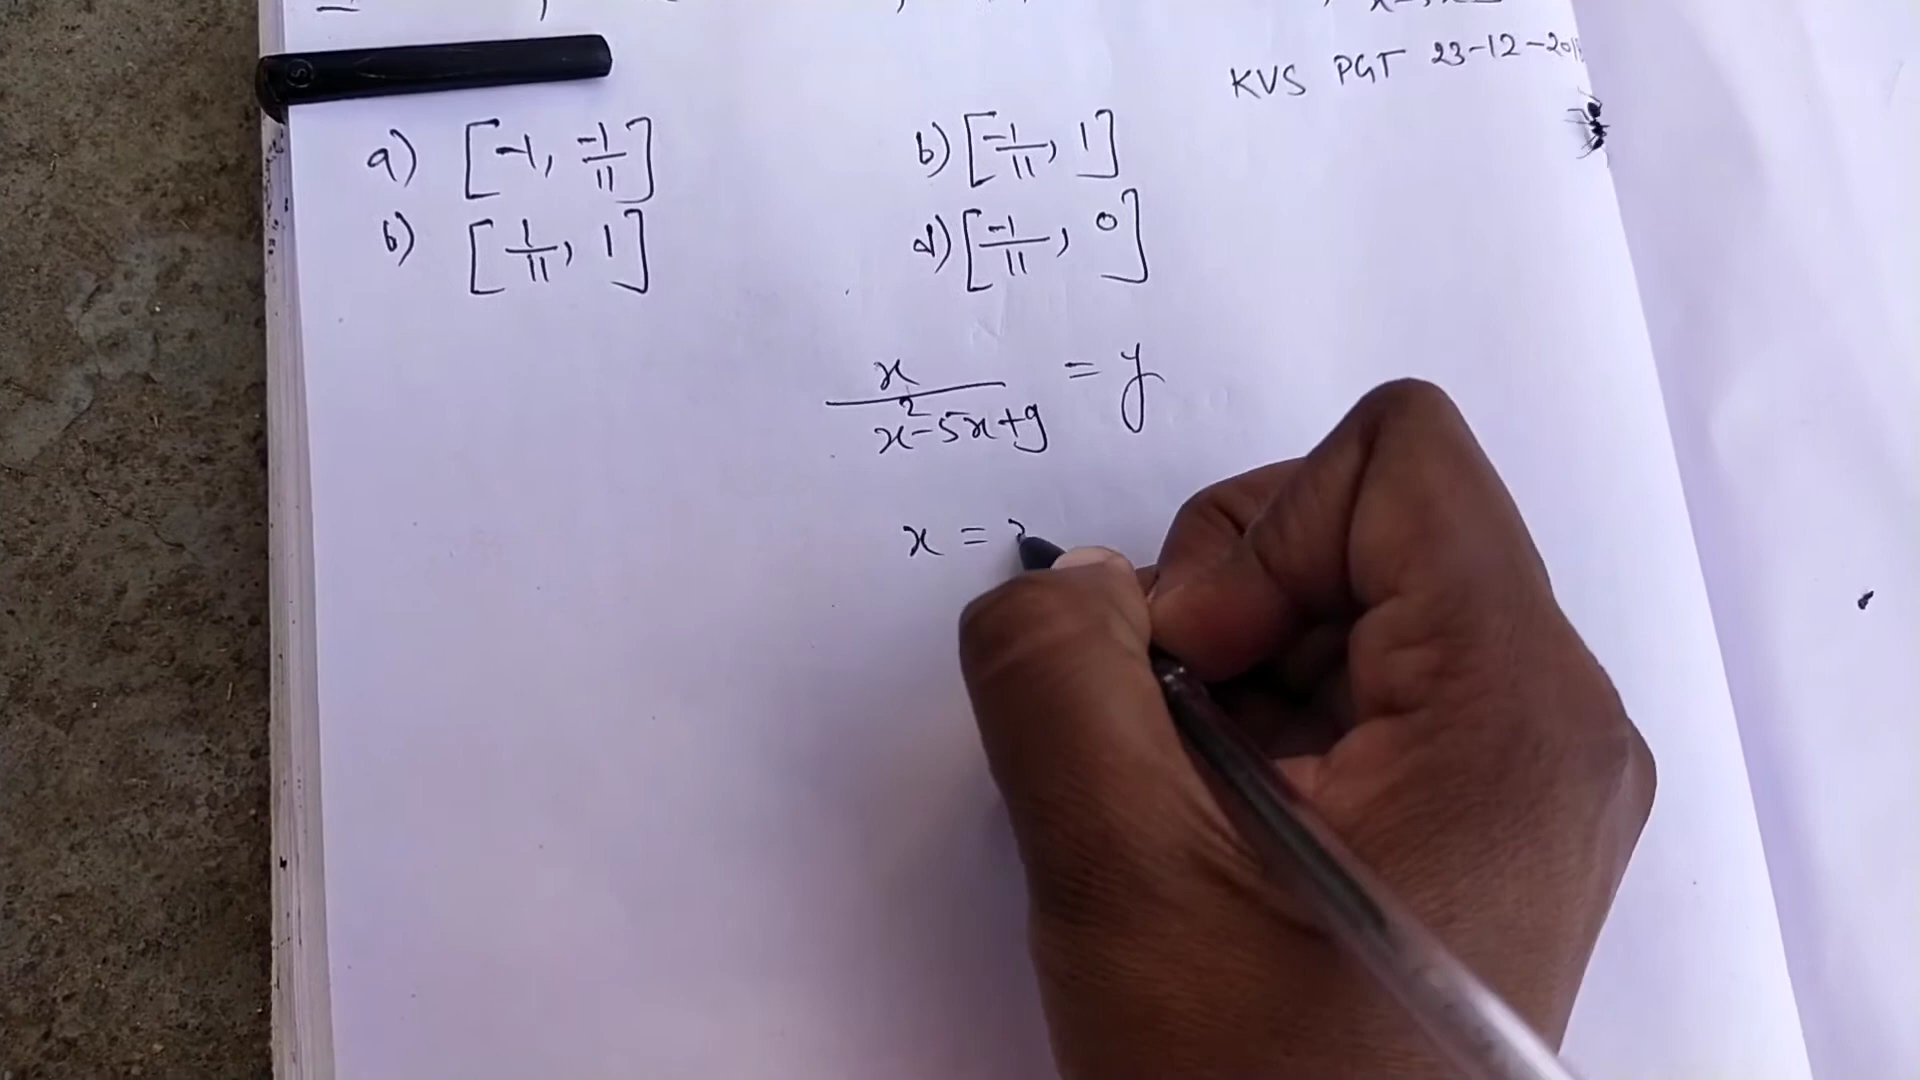 KVS PGT 23-12-201
a) [-1, -1/11] b) [-1/11, 1]
b) [1/11, 1] d) [-1/11, 0]
x/(x²-5x+9) = y
x =